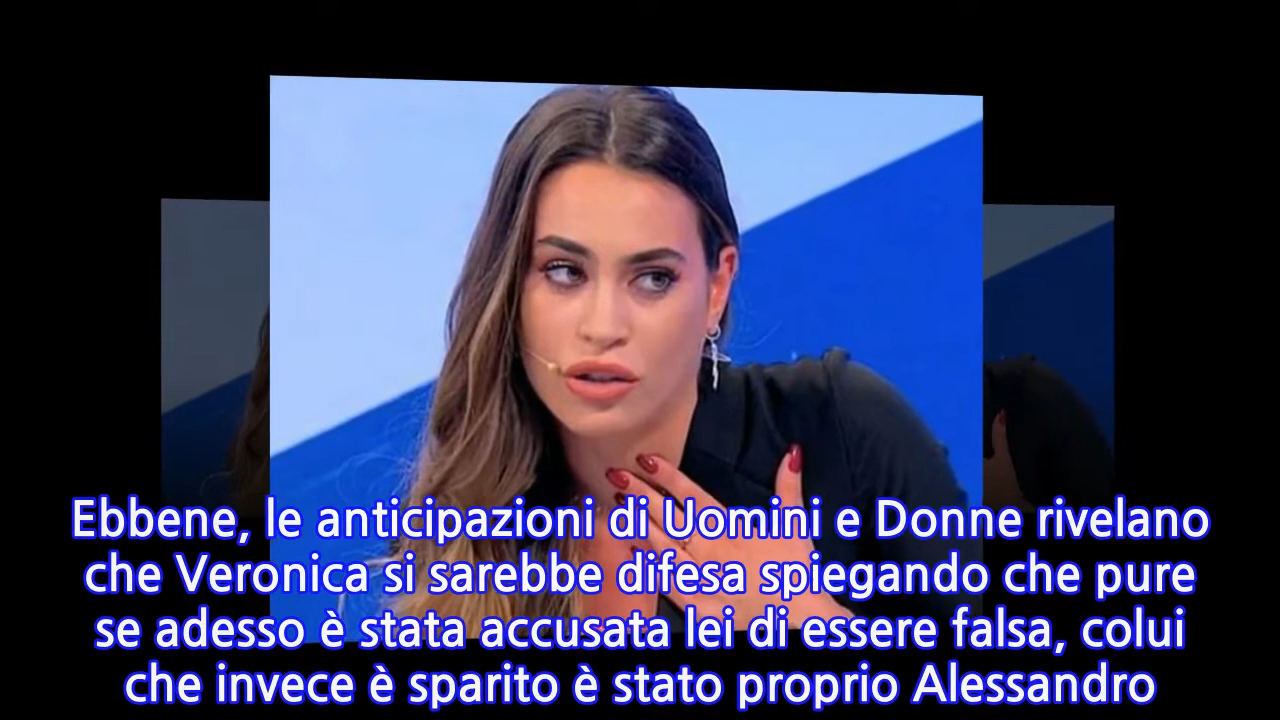 Ebbene, le anticipazioni di Uomini e Donne rivelano
che Veronica si sarebbe difesa spiegando che pure
se adesso è stata accusata lei di essere falsa, colui
che invece è sparito è stato proprio Alessandro